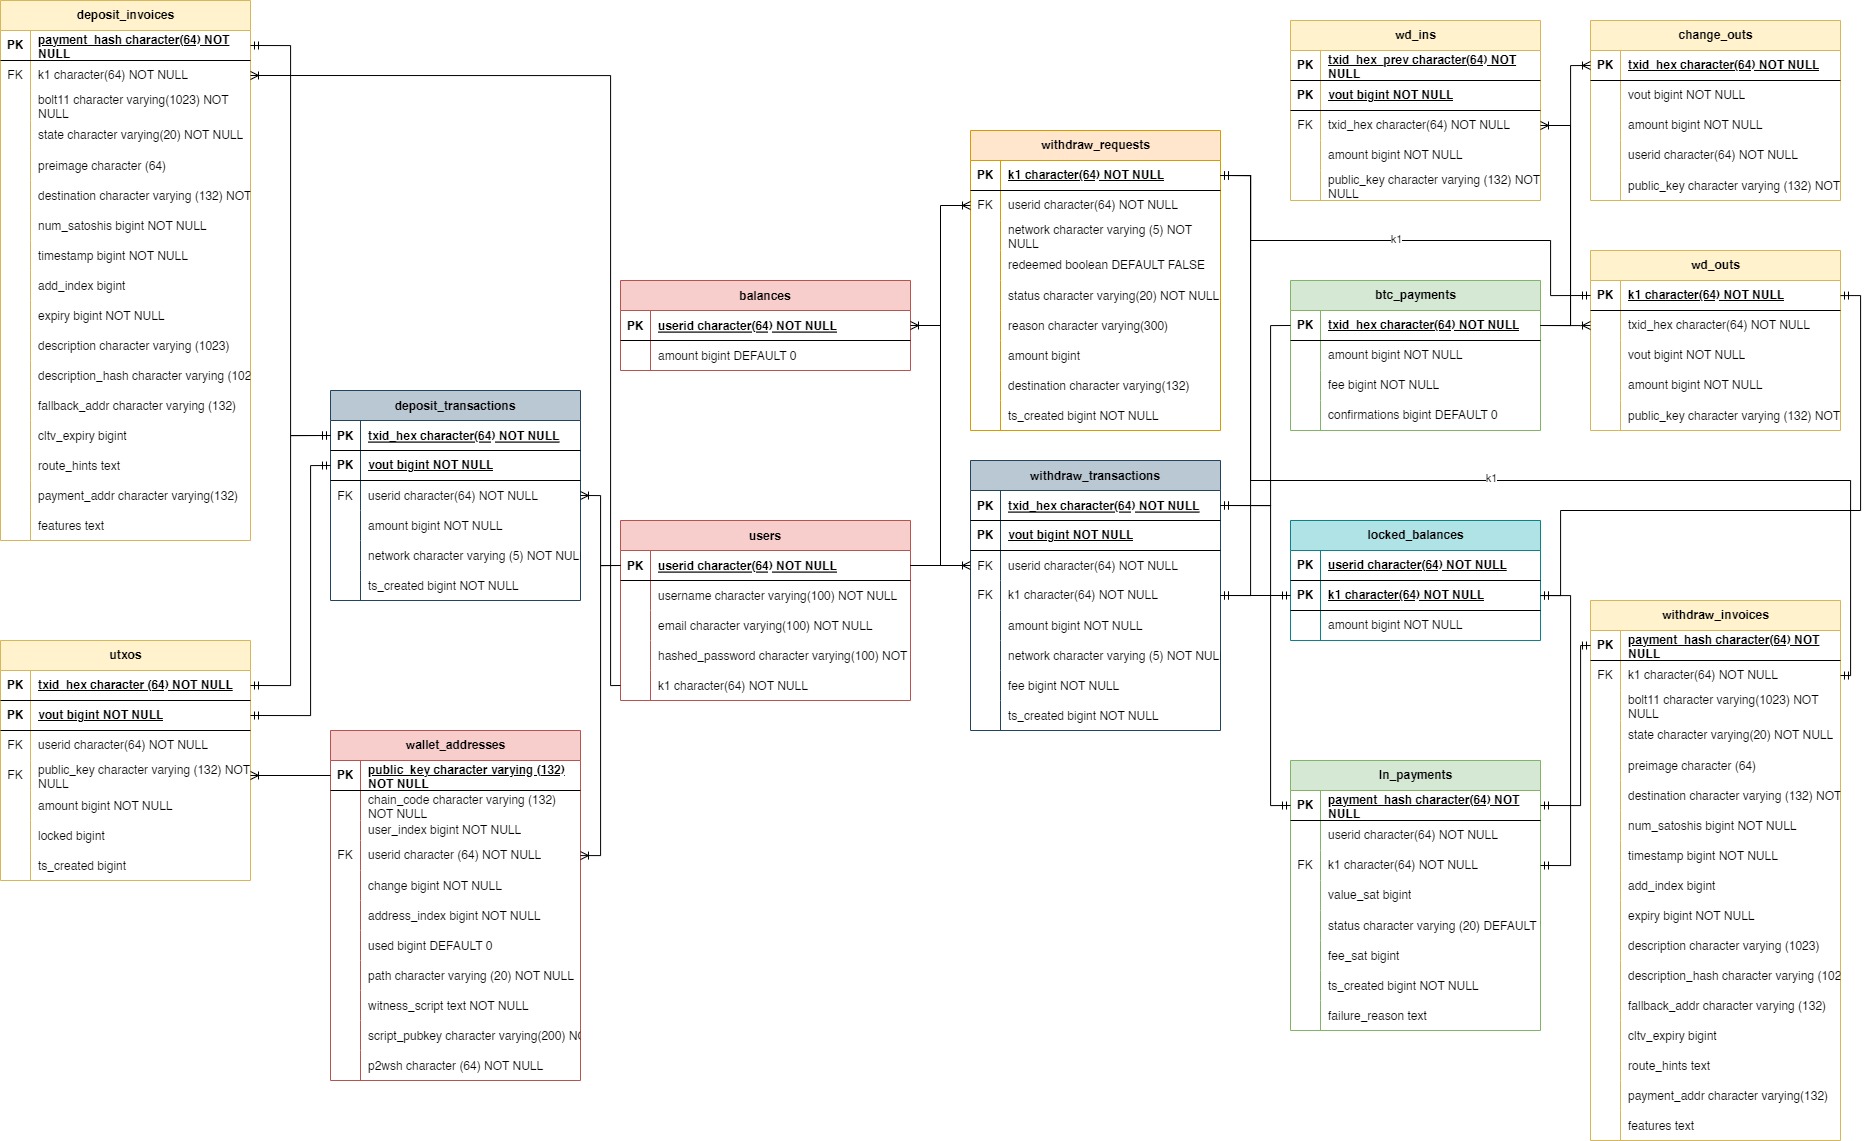 deposit_invoices
PK
payment_hash character(64) NOT
NULL
FK
k1 character(64) NOT NULL
bolt11 character varying(1023) NOT
NULL
state character varying(20) NOT NULL
preimage character (64)
destination character varying (132) NOT
num_satoshis bigint NOT NULL
timestamp bigint NOT NULL
add_index bigint
expiry bigint NOT NULL
description character varying (1023)
description_hash character varying (102
fallback_addr character varying (132)
cltv_expiry bigint
route_hints text
payment_addr character varying(132)
features text
utxos
PK
txid_hex character (64) NOT NULL
PK
vout bigint NOT NULL
FK
userid character(64) NOT NULL
FK
public_key character varying (132) NOT
NULL
amount bigint NOT NULL
locked bigint
ts_created bigint
deposit_transactions
PK
txid_hex character(64) NOT NULL
PK
vout bigint NOT NULL
FK
userid character(64) NOT NULL
amount bigint NOT NULL
network character varying (5) NOT NUL
ts_created bigint NOT NULL
wallet_addresses
PK
public_key character varying (132)
NOT NULL
chain_code character varying (132)
NOT NULL
user_index bigint NOT NULL
FK
userid character (64) NOT NULL
change bigint NOT NULL
address_index bigint NOT NULL
used bigint DEFAULT 0
path character varying (20) NOT NULL
witness_script text NOT NULL
script_pubkey character varying(200) NO
p2wsh character (64) NOT NULL
balances
PK
userid character(64) NOT NULL
amount bigint DEFAULT 0
users
PK
userid character(64) NOT NULL
username character varying(100) NOT NULL
email character varying(100) NOT NULL
hashed_password character varying(100) NOT
k1 character(64) NOT NULL
withdraw_requests
PK
k1 character(64) NOT NULL
FK
userid character(64) NOT NULL
network character varying (5) NOT
NULL
redeemed boolean DEFAULT FALSE
status character varying(20) NOT NULL
reason character varying(300)
amount bigint
destination character varying(132)
ts_created bigint NOT NULL
withdraw_transactions
PK
txid_hex character(64) NOT NULL
PK
vout bigint NOT NULL
FK
userid character(64) NOT NULL
FK
k1 character(64) NOT NULL
amount bigint NOT NULL
network character varying (5) NOT NUL
fee bigint NOT NULL
ts_created bigint NOT NULL
wd_ins
PK
txid_hex_prev character(64) NOT
NULL
PK
vout bigint NOT NULL
FK
txid_hex character(64) NOT NULL
amount bigint NOT NULL
public_key character varying (132) NOT
NULL
k1
btc_payments
PK
txid_hex character(64) NOT NULL
amount bigint NOT NULL
fee bigint NOT NULL
confirmations bigint DEFAULT 0
k1
locked_balances
PK
userid character(64) NOT NULL
PK
k1 character(64) NOT NULL
amount bigint NOT NULL
ln_payments
PK
payment_hash character(64) NOT
NULL
userid character(64) NOT NULL
FK
k1 character(64) NOT NULL
value_sat bigint
status character varying (20) DEFAULT
fee_sat bigint
ts_created bigint NOT NULL
failure_reason text
change_outs
PK
txid_hex character(64) NOT NULL
vout bigint NOT NULL
amount bigint NOT NULL
userid character(64) NOT NULL
public_key character varying (132) NOT
wd_outs
PK
k1 character(64) NOT NULL
txid_hex character(64) NOT NULL
vout bigint NOT NULL
amount bigint NOT NULL
public_key character varying (132) NOT
withdraw_invoices
PK
payment_hash character(64) NOT
NULL
FK
k1 character(64) NOT NULL
bolt11 character varying(1023) NOT
NULL
state character varying(20) NOT NULL
preimage character (64)
destination character varying (132) NOT
num_satoshis bigint NOT NULL
timestamp bigint NOT NULL
add_index bigint
expiry bigint NOT NULL
description character varying (1023)
description_hash character varying (102
fallback_addr character varying (132)
cltv_expiry bigint
route_hints text
payment_addr character varying(132)
features text